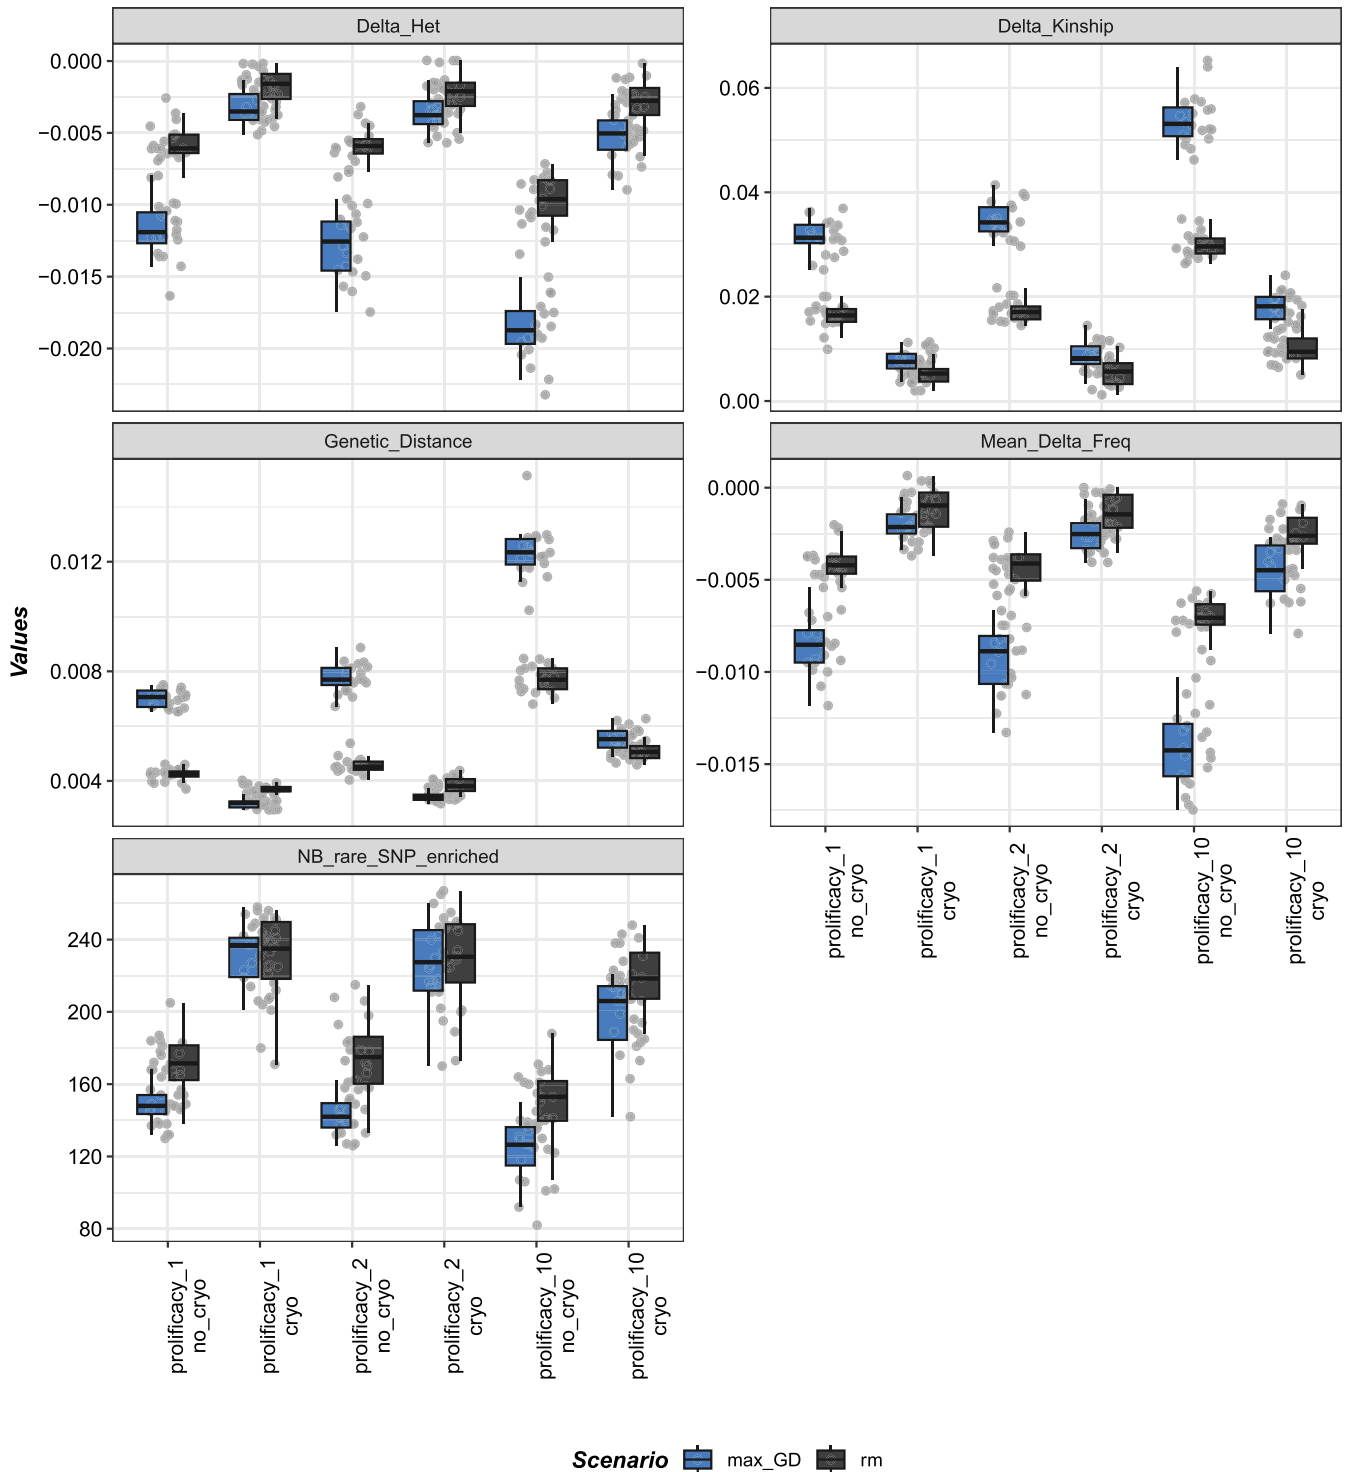 Delta_Het
Delta_Kinship
0.000
−0.005
−0.010
−0.015
−0.020
0.06
0.04
0.02
0.00
Genetic_Distance
Mean_Delta_Freq
0.012
0.008
0.004
0.000
−0.005
−0.010
−0.015
Values
prolificacy_1
no_cryo
prolificacy_1
cryo
prolificacy_2
no_cryo
prolificacy_2
cryo
prolificacy_10
no_cryo
prolificacy_10
cryo
NB_rare_SNP_enriched
240
200
160
120
80
prolificacy_1
no_cryo
prolificacy_1
cryo
prolificacy_2
no_cryo
prolificacy_2
cryo
prolificacy_10
no_cryo
prolificacy_10
cryo
Scenario max_GD rm